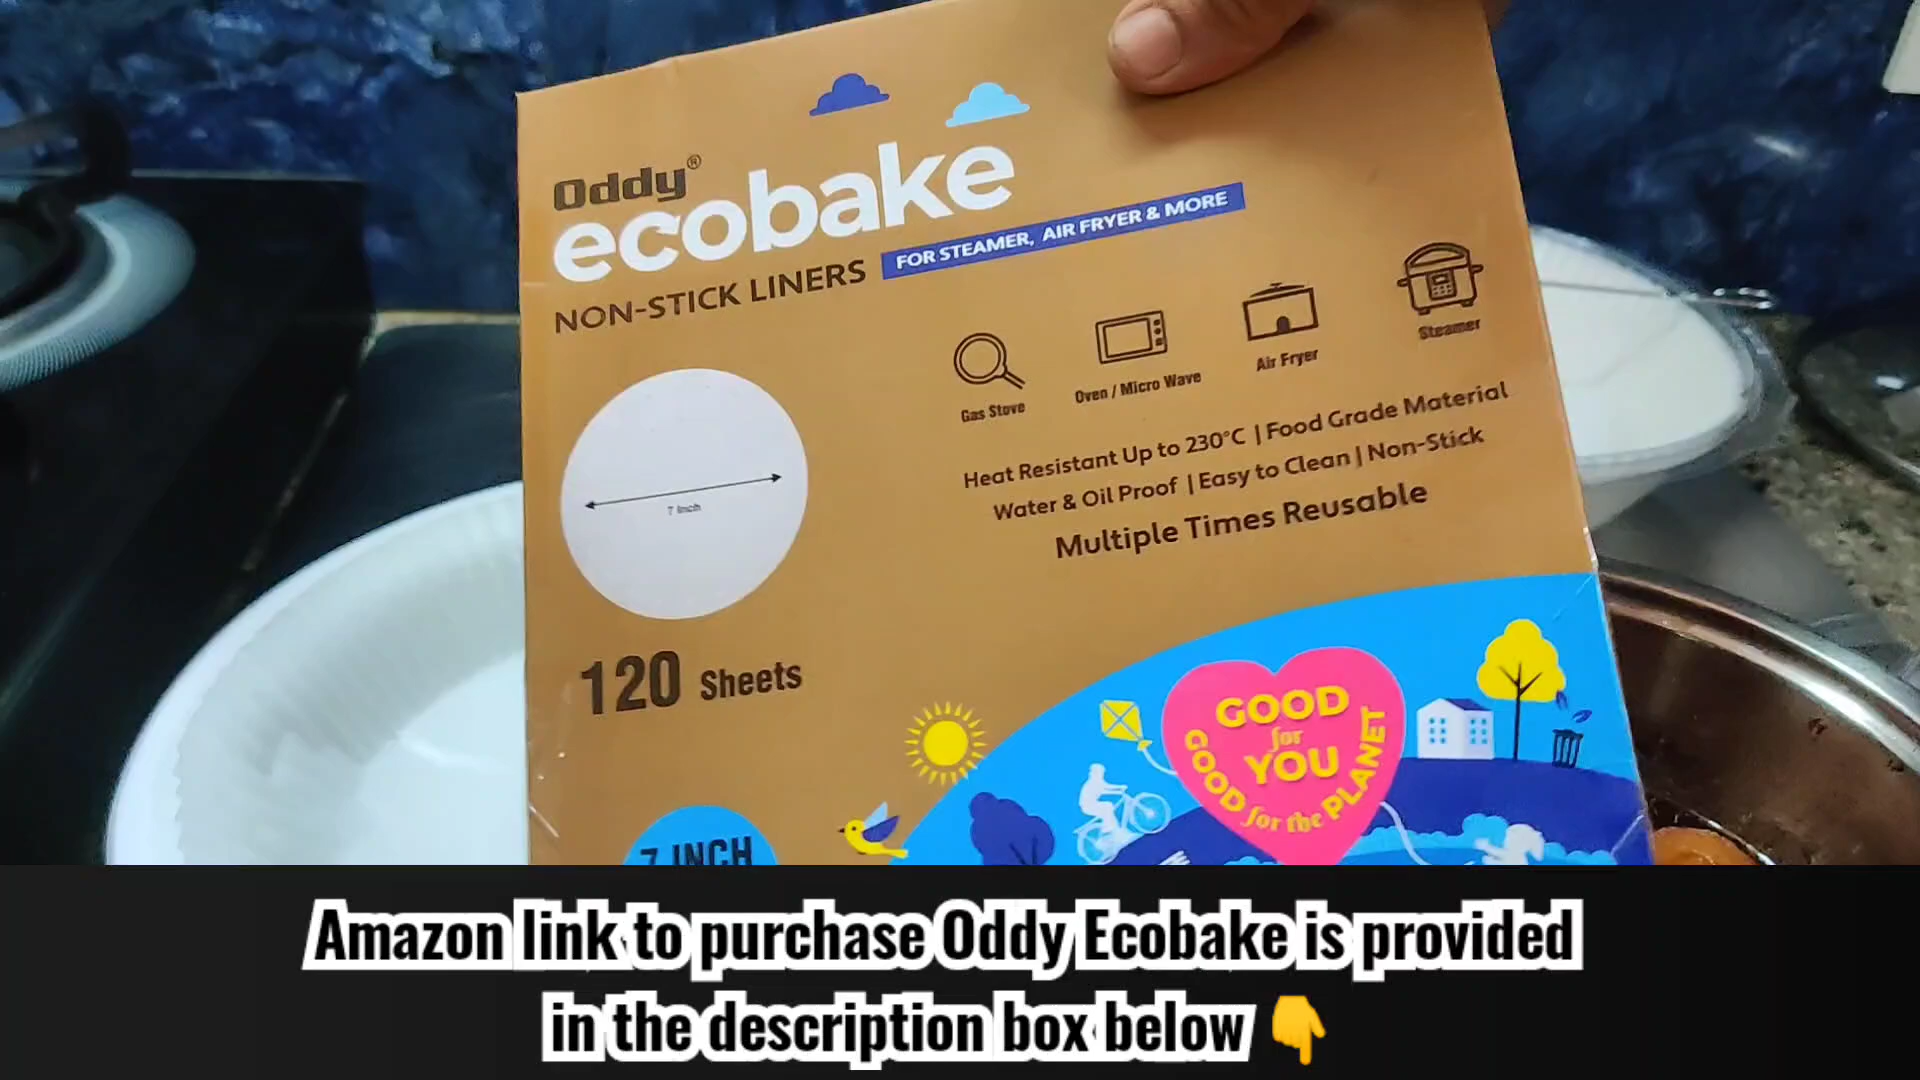 Oddy®
ecobake
NON-STICK LINERS
FOR STEAMER, AIR FRYER & MORE
Gas Stove
Oven / Micro Wave
Air Fryer
Steamer
Heat Resistant Up to 230°C | Food Grade Material
Water & Oil Proof | Easy to Clean | Non-Stick
Multiple Times Reusable
7 Inch
120 Sheets
7 INCH
GOOD
for
YOU
GOOD for the PLANET
Amazon link to purchase Oddy Ecobake is provided
in the description box below 👇